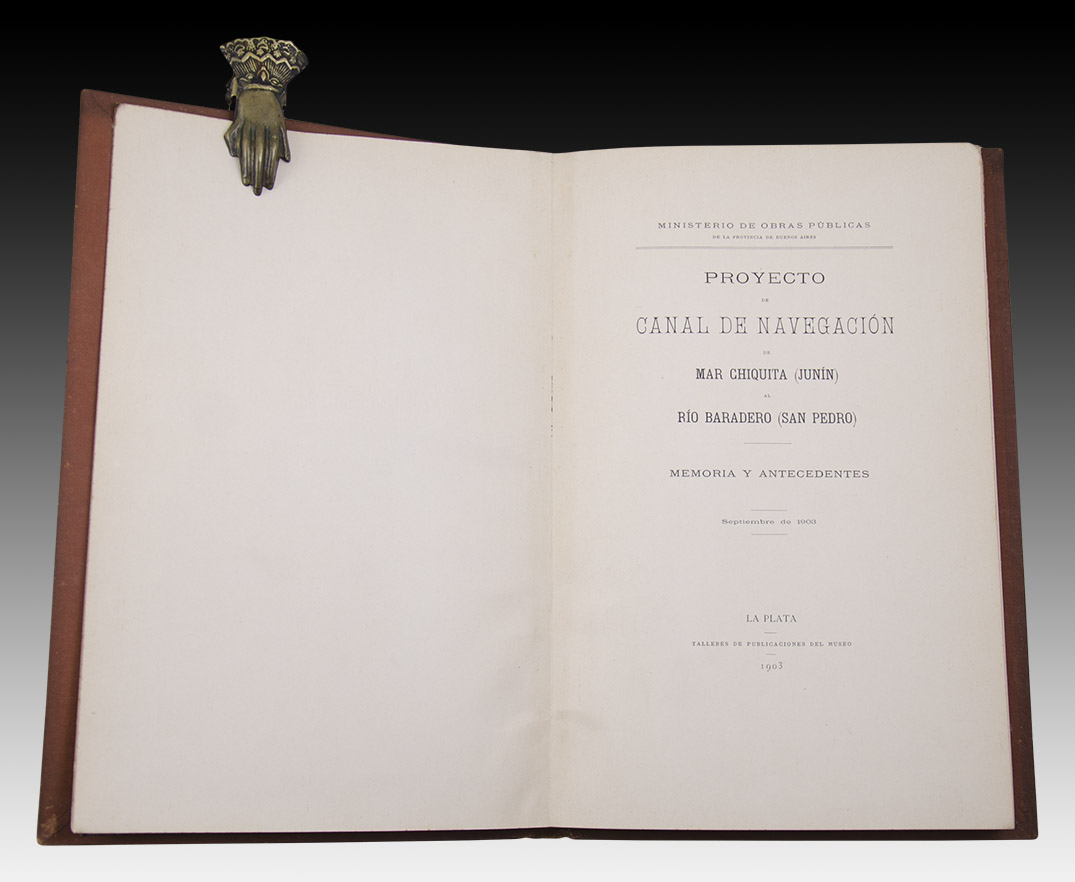 MINISTERIO DE OBRAS PÚBLICAS
DE LA PROVINCIA DE BUENOS AIRES
PROYECTO
DE
CANAL DE NAVEGACIÓN
DE
MAR CHIQUITA (JUNÍN)
AL
RÍO BARADERO (SAN PEDRO)
MEMORIA Y ANTECEDENTES
Septiembre de 1903
LA PLATA
TALLERES DE PUBLICACIONES DEL MUSEO
1903